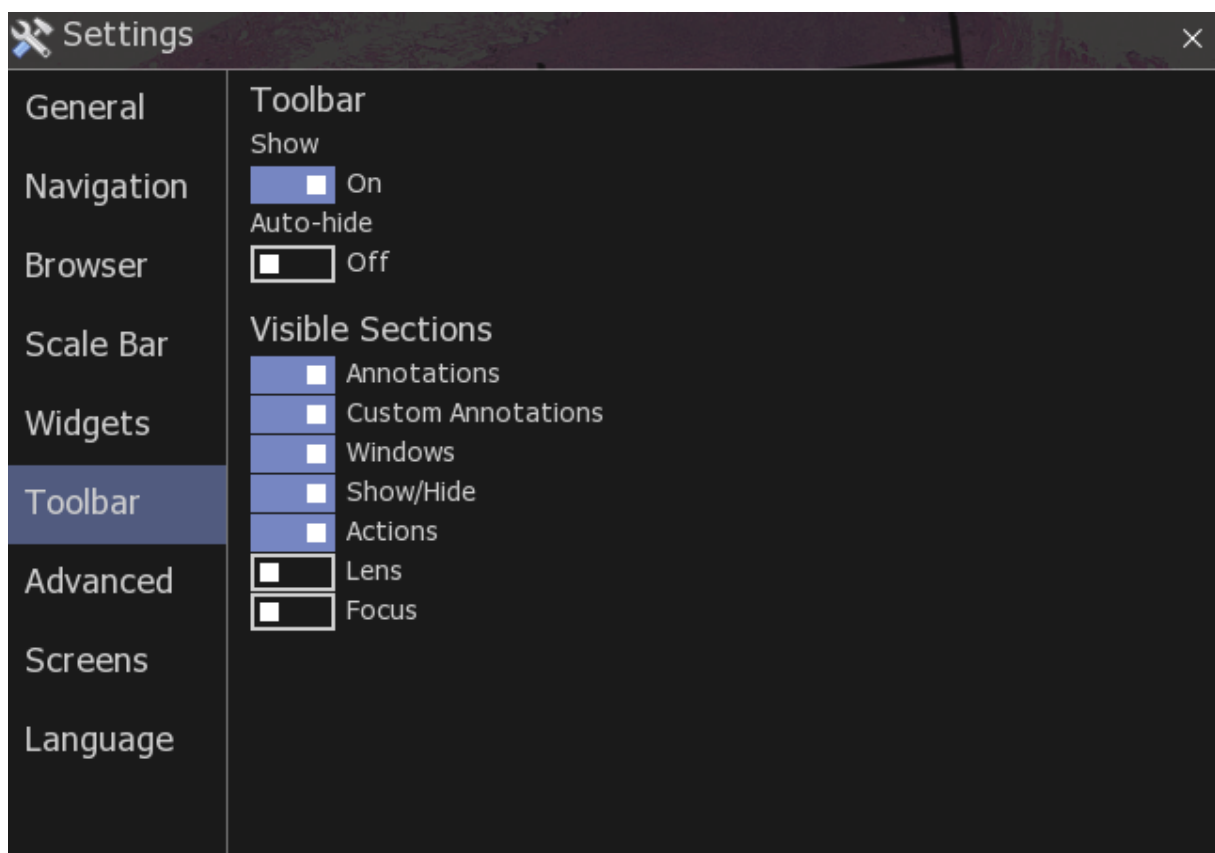 Settings
General
Navigation
Browser
Scale Bar
Widgets
Toolbar
Advanced
Screens
Language
Toolbar
Show
On
Auto-hide
Off
Visible Sections
Annotations
Custom Annotations
Windows
Show/Hide
Actions
Lens
Focus